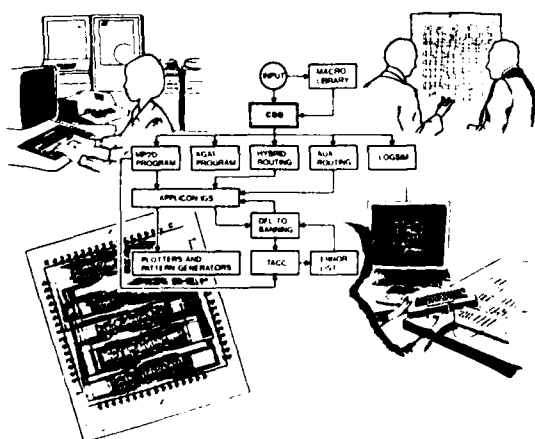 INPUT
MACRO
LIBRARY
CDB
MP2D
PROGRAM
AGAT
PROGRAM
HYBRID
ROUTING
AUA
ROUTING
LOGSIM
APPLICON IGS
DFL TO
BANNING
PLOTTERS AND
PATTERN GENERATORS
TACC
ERROR
LIST